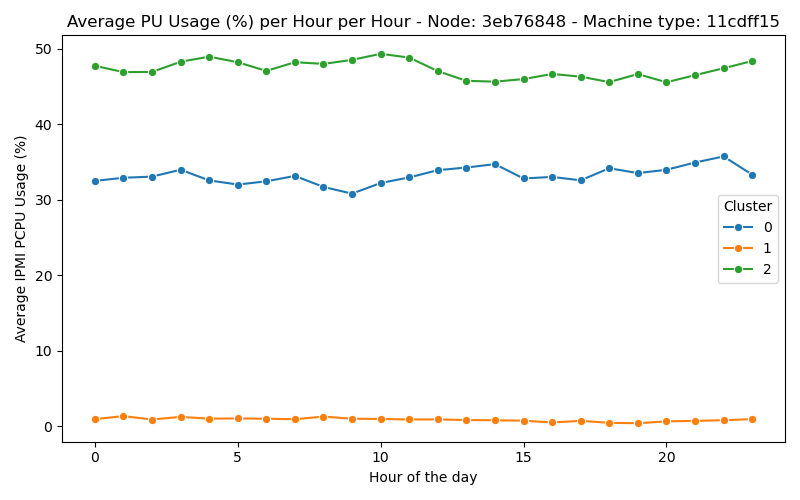 Average PU Usage (%) per Hour per Hour - Node: 3eb76848 - Machine type: 11cdff15
Average IPMI PCPU Usage (%)
50
40
30
20
10
0
Cluster
0
1
2
0 5 10 15 20
Hour of the day